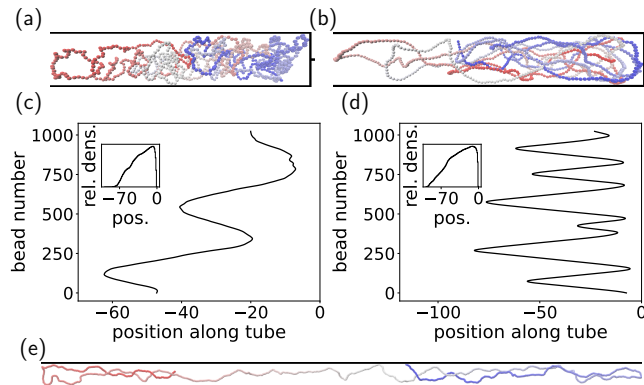 (a)
(b)
(c)
(d)
bead number
1000
750
500
250
0
rel. dens.
−70
0
pos.
−60
−40
−20
0
position along tube
bead number
1000
750
500
250
0
rel. dens.
−70
0
pos.
−100
−50
0
position along tube
(e)